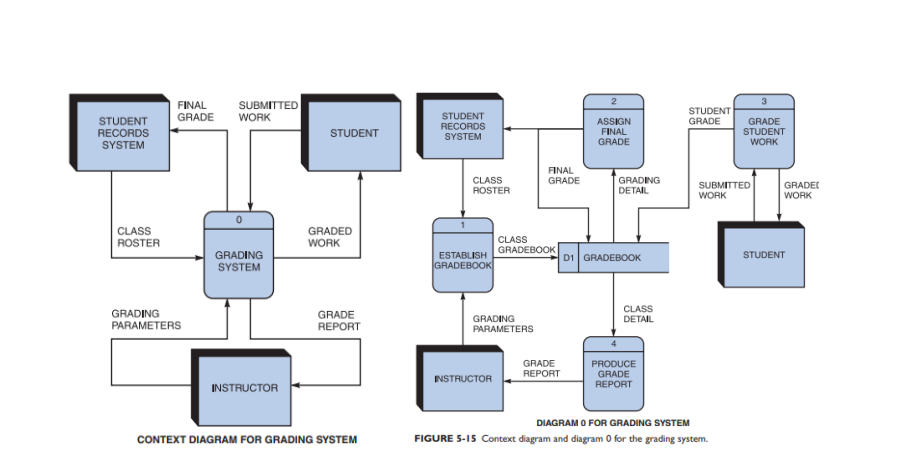 FINAL
GRADE
SUBMITTED
WORK
STUDENT
RECORDS
SYSTEM
STUDENT
0
GRADING
SYSTEM
CLASS
ROSTER
GRADED
WORK
GRADING
PARAMETERS
GRADE
REPORT
INSTRUCTOR
CONTEXT DIAGRAM FOR GRADING SYSTEM
STUDENT
RECORDS
SYSTEM
2
ASSIGN
FINAL
GRADE
STUDENT
GRADE
3
GRADE
STUDENT
WORK
CLASS
ROSTER
FINAL
GRADE
GRADING
DETAIL
SUBMITTED
WORK
GRADED
WORK
1
ESTABLISH
GRADEBOOK
CLASS
GRADEBOOK
D1 GRADEBOOK
STUDENT
GRADING
PARAMETERS
CLASS
DETAIL
INSTRUCTOR
GRADE
REPORT
4
PRODUCE
GRADE
REPORT
DIAGRAM 0 FOR GRADING SYSTEM
FIGURE 5-15 Context diagram and diagram 0 for the grading system.